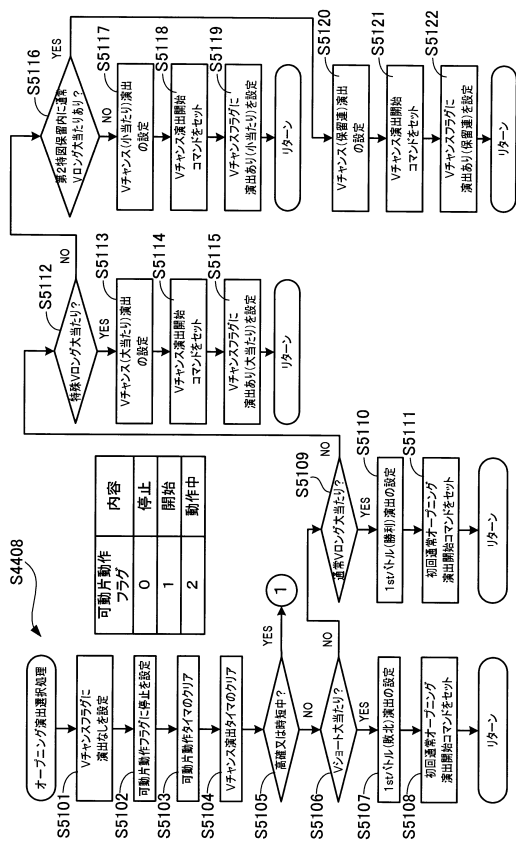 S4408
オープニング演出選択処理
S5101
Vチャンスフラグに
演出なしを設定
S5102
可動片動作フラグに停止を設定
S5103
可動片動作タイマのクリア
S5104
Vチャンス演出タイマのクリア
S5105
高確又は時短中?
YES
1
NO
S5106
Vショート大当たり?
NO
YES
S5107
1stバトル(敗北)演出の設定
S5108
初回通常オープニング
演出開始コマンドをセット
リターン
可動片動作
フラグ
内容
0
停止
1
開始
2
動作中
S5109
通常Vロング大当たり?
NO
YES
S5110
1stバトル(勝利)演出の設定
S5111
初回通常オープニング
演出開始コマンドをセット
リターン
S5112
特殊Vロング大当たり?
NO
YES
S5113
Vチャンス(大当たり)演出
の設定
S5114
Vチャンス演出開始
コマンドをセット
S5115
Vチャンスフラグに
演出あり(大当たり)を設定
リターン
S5116
第2特図保留内に通常
Vロング大当たりあり?
YES
NO
S5117
Vチャンス(小当たり)演出
の設定
S5118
Vチャンス演出開始
コマンドをセット
S5119
Vチャンスフラグに
演出あり(小当たり)を設定
リターン
S5120
Vチャンス(保留連)演出
の設定
S5121
Vチャンス演出開始
コマンドをセット
S5122
Vチャンスフラグに
演出あり(保留連)を設定
リターン